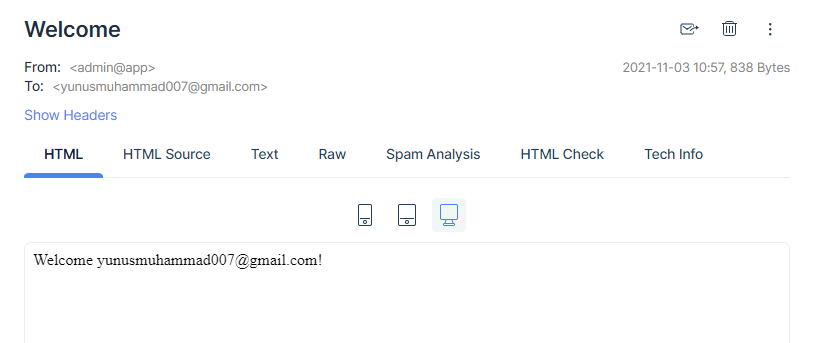 Welcome
From: <admin@app>
2021-11-03 10:57, 838 Bytes
To: <yunusmuhammad007@gmail.com>
Show Headers
HTML HTML Source Text Raw Spam Analysis HTML Check Tech Info
Welcome yunusmuhammad007@gmail.com!